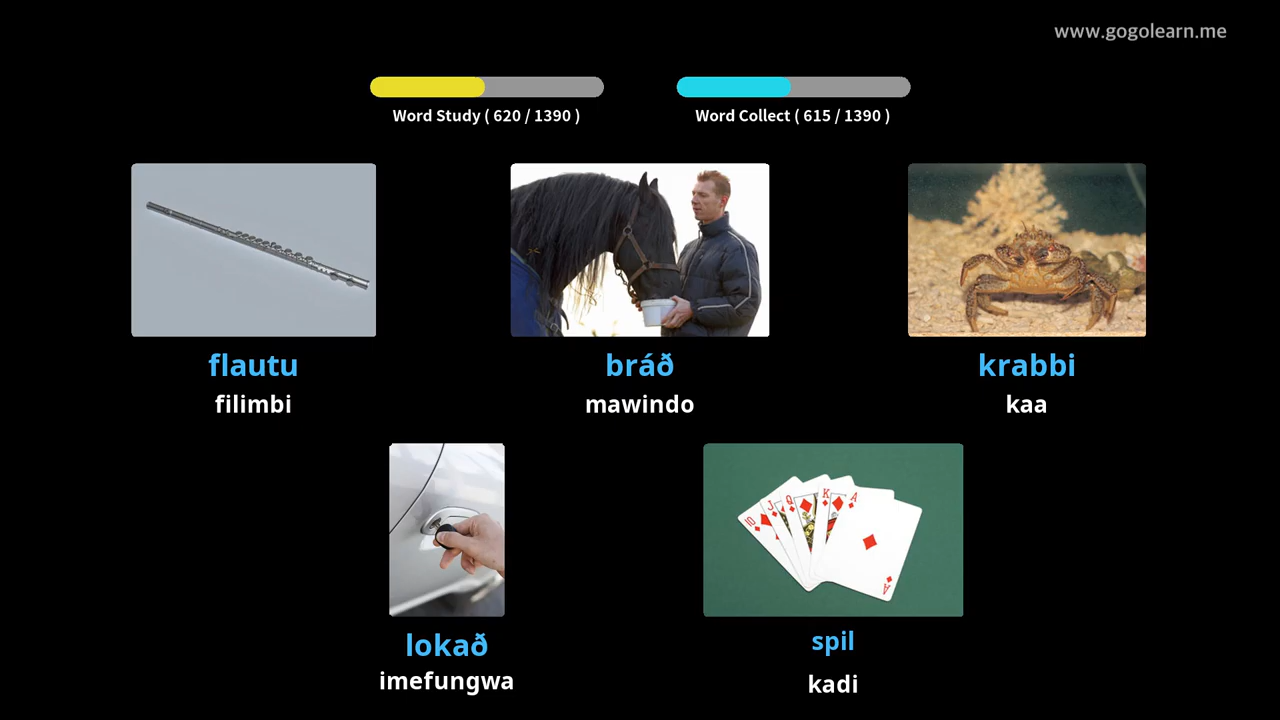 www.gogolearn.me
Word Study ( 620 / 1390 )
Word Collect ( 615 / 1390 )
flautu
filimbi
bráð
mawindo
krabbi
kaa
lokað
imefungwa
spil
kadi
10 J Q K A
A